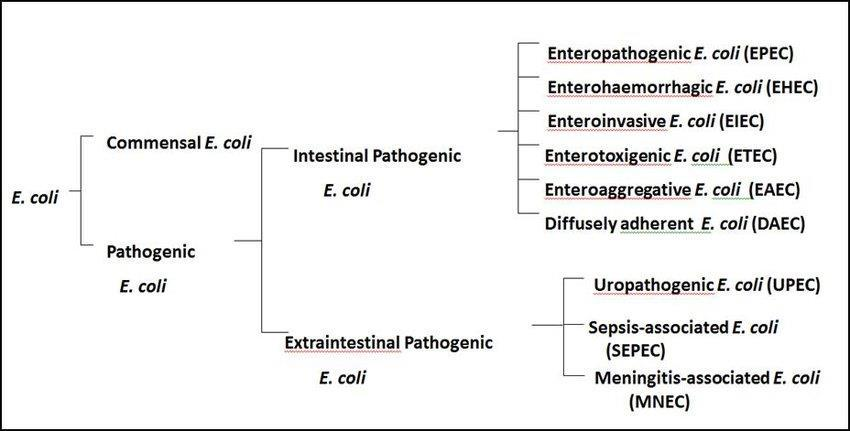 E. coli
Commensal E. coli
Pathogenic
E. coli
Intestinal Pathogenic
E. coli
Extraintestinal Pathogenic
E. coli
Enteropathogenic E. coli (EPEC)
Enterohaemorrhagic E. coli (EHEC)
Enteroinvasive E. coli (EIEC)
Enterotoxigenic E. coli (ETEC)
Enteroaggregative E. coli (EAEC)
Diffusely adherent E. coli (DAEC)
Uropathogenic E. coli (UPEC)
Sepsis-associated E. coli
(SEPEC)
Meningitis-associated E. coli
(MNEC)